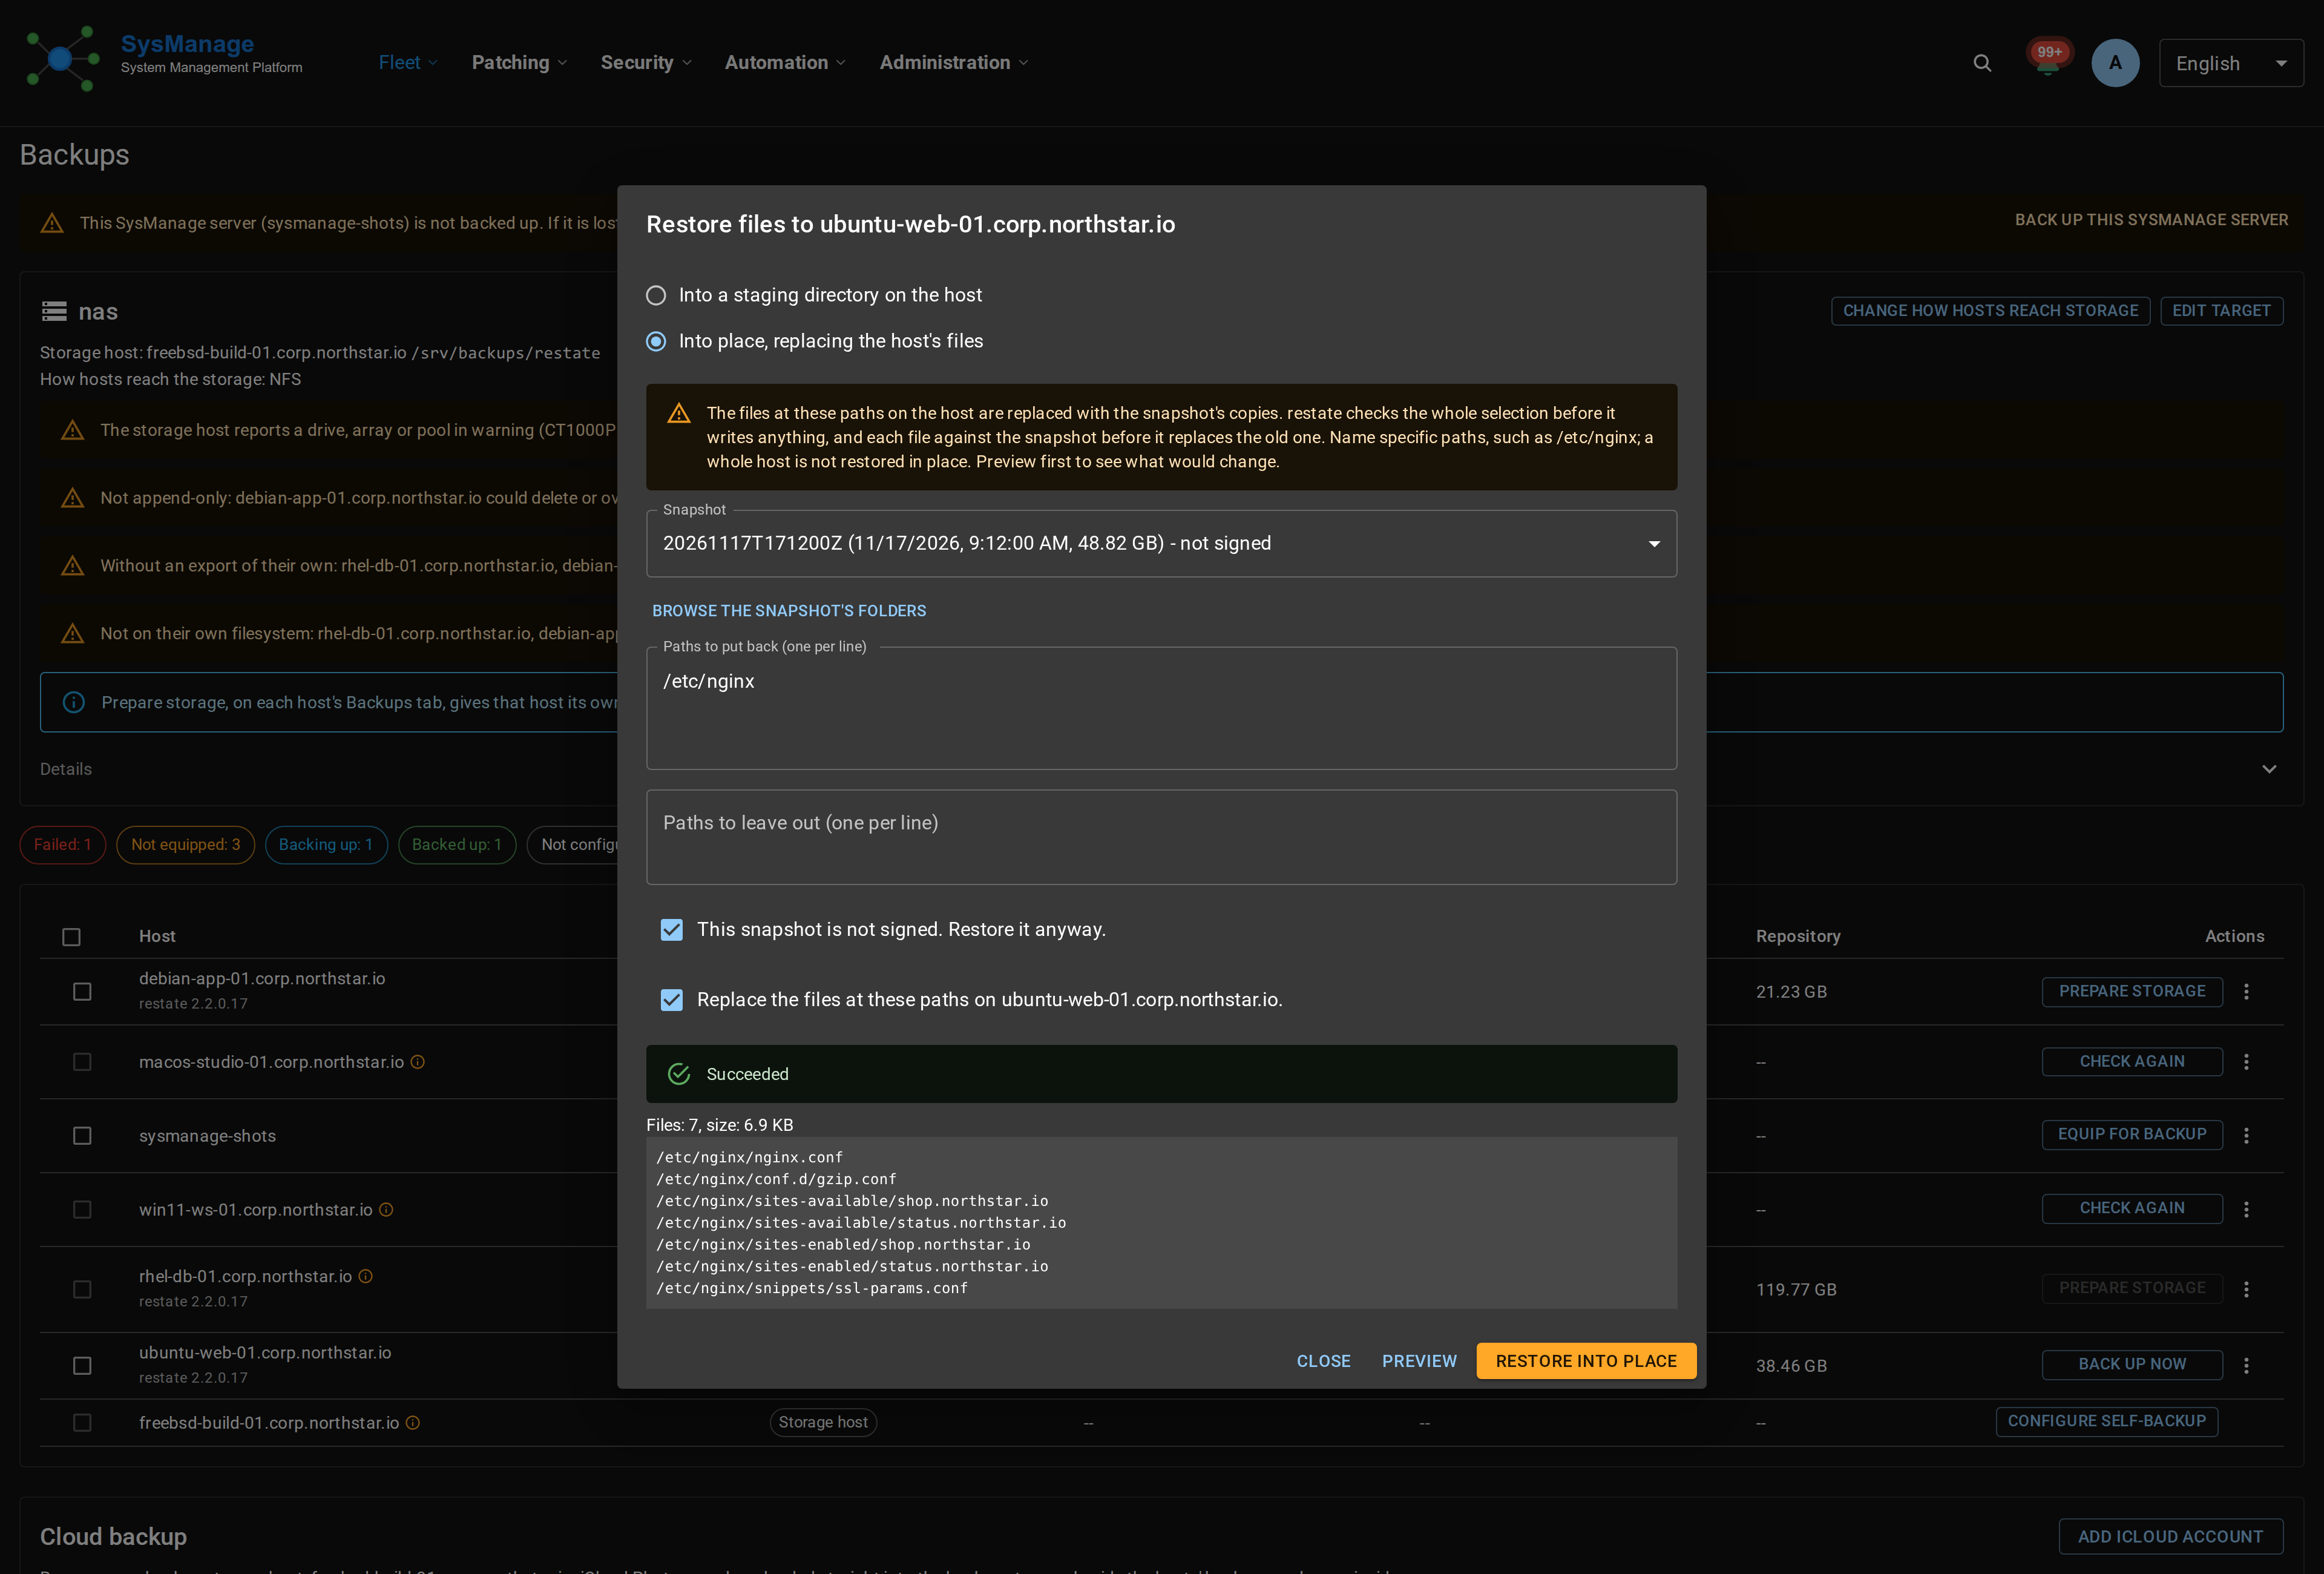 SysManage
System Management Platform
Fleet
Patching
Security
Automation
Administration
99+
A
English
Backups
This SysManage server (sysmanage-shots) is not backed up. If it is lost
BACK UP THIS SYSMANAGE SERVER
nas
CHANGE HOW HOSTS REACH STORAGE
EDIT TARGET
Storage host: freebsd-build-01.corp.northstar.io /srv/backups/restate
How hosts reach the storage: NFS
The storage host reports a drive, array or pool in warning (CT1000P
Not append-only: debian-app-01.corp.northstar.io could delete or ov
Without an export of their own: rhel-db-01.corp.northstar.io, debian-
Not on their own filesystem: rhel-db-01.corp.northstar.io, debian-app
Prepare storage, on each host's Backups tab, gives that host its own
Details
Failed: 1
Not equipped: 3
Backing up: 1
Backed up: 1
Not configu
Host
Repository
Actions
debian-app-01.corp.northstar.io
restate 2.2.0.17
21.23 GB
PREPARE STORAGE
macos-studio-01.corp.northstar.io
--
CHECK AGAIN
sysmanage-shots
--
EQUIP FOR BACKUP
win11-ws-01.corp.northstar.io
--
CHECK AGAIN
rhel-db-01.corp.northstar.io
restate 2.2.0.17
119.77 GB
PREPARE STORAGE
ubuntu-web-01.corp.northstar.io
restate 2.2.0.17
38.46 GB
BACK UP NOW
freebsd-build-01.corp.northstar.io
Storage host
--
--
--
CONFIGURE SELF-BACKUP
Cloud backup
ADD ICLOUD ACCOUNT
Restore files to ubuntu-web-01.corp.northstar.io
Into a staging directory on the host
Into place, replacing the host's files
The files at these paths on the host are replaced with the snapshot's copies. restate checks the whole selection before it
writes anything, and each file against the snapshot before it replaces the old one. Name specific paths, such as /etc/nginx; a
whole host is not restored in place. Preview first to see what would change.
Snapshot
20261117T171200Z (11/17/2026, 9:12:00 AM, 48.82 GB) - not signed
BROWSE THE SNAPSHOT'S FOLDERS
Paths to put back (one per line)
/etc/nginx
Paths to leave out (one per line)
This snapshot is not signed. Restore it anyway.
Replace the files at these paths on ubuntu-web-01.corp.northstar.io.
Succeeded
Files: 7, size: 6.9 KB
/etc/nginx/nginx.conf
/etc/nginx/conf.d/gzip.conf
/etc/nginx/sites-available/shop.northstar.io
/etc/nginx/sites-available/status.northstar.io
/etc/nginx/sites-enabled/shop.northstar.io
/etc/nginx/sites-enabled/status.northstar.io
/etc/nginx/snippets/ssl-params.conf
CLOSE
PREVIEW
RESTORE INTO PLACE